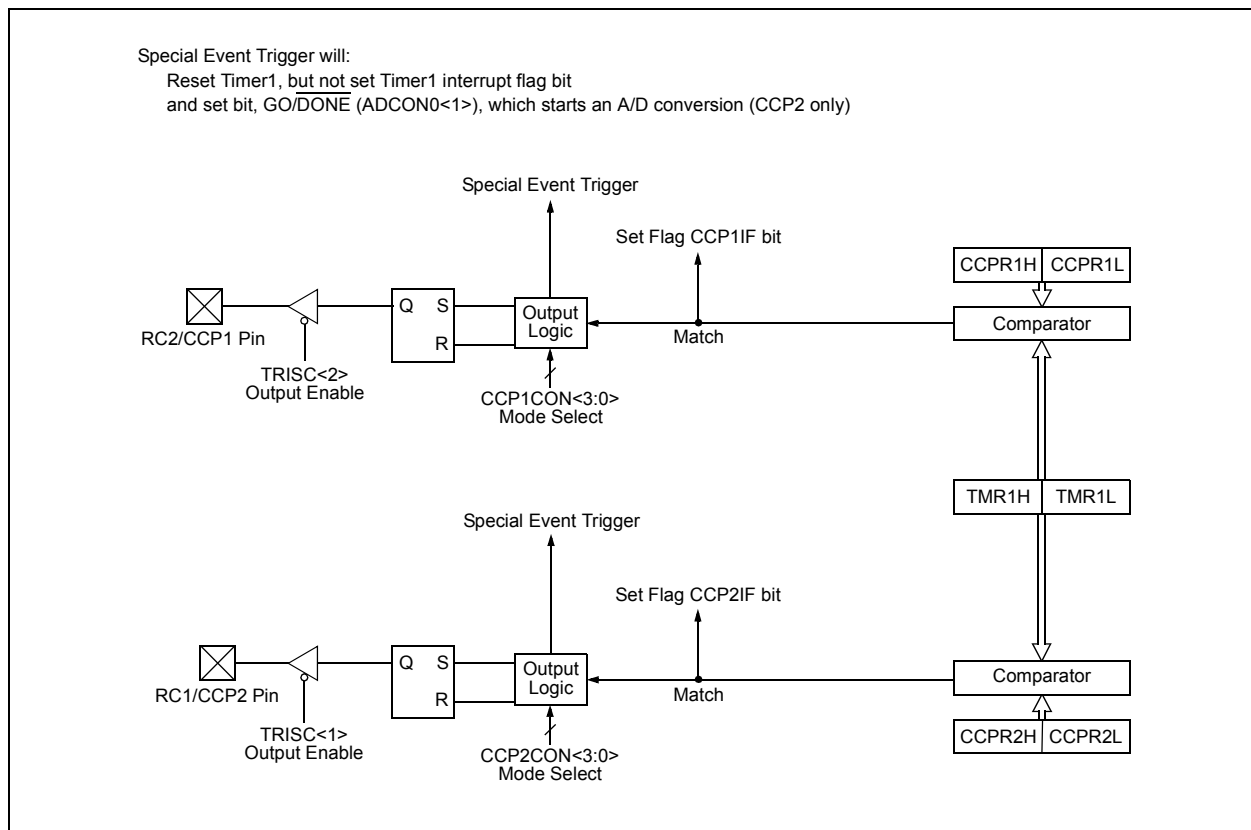 Special Event Trigger will:
Reset Timer1, but not set Timer1 interrupt flag bit
and set bit, GO/DONE (ADCON0<1>), which starts an A/D conversion (CCP2 only)
Special Event Trigger
Set Flag CCP1IF bit
CCPR1H CCPR1L
Q S
R
Output
Logic
Comparator
RC2/CCP1 Pin
Match
TRISC<2>
Output Enable
CCP1CON<3:0>
Mode Select
TMR1H TMR1L
Special Event Trigger
Set Flag CCP2IF bit
Q S
R
Output
Logic
Comparator
RC1/CCP2 Pin
Match
TRISC<1>
Output Enable
CCP2CON<3:0>
Mode Select
CCPR2H CCPR2L